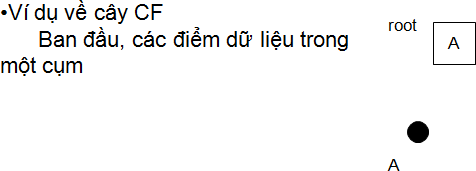 •Ví dụ về cây CF
Ban đầu, các điểm dữ liệu trong
một cụm
root
A
A